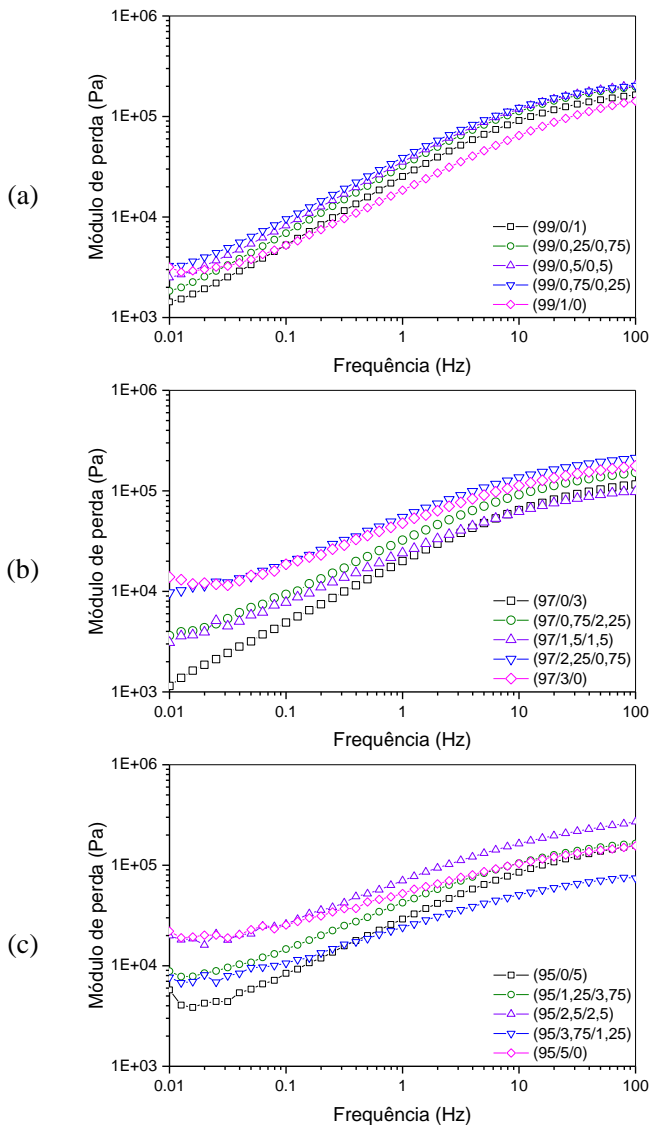 (a)
Módulo de perda (Pa)
1E+06
1E+05
1E+04
1E+03
0.01 0.1 1 10 100
Frequência (Hz)
(99/0/1)
(99/0,25/0,75)
(99/0,5/0,5)
(99/0,75/0,25)
(99/1/0)
(b)
Módulo de perda (Pa)
1E+06
1E+05
1E+04
1E+03
0.01 0.1 1 10 100
Frequência (Hz)
(97/0/3)
(97/0,75/2,25)
(97/1,5/1,5)
(97/2,25/0,75)
(97/3/0)
(c)
Módulo de perda (Pa)
1E+06
1E+05
1E+04
1E+03
0.01 0.1 1 10 100
Frequência (Hz)
(95/0/5)
(95/1,25/3,75)
(95/2,5/2,5)
(95/3,75/1,25)
(95/5/0)